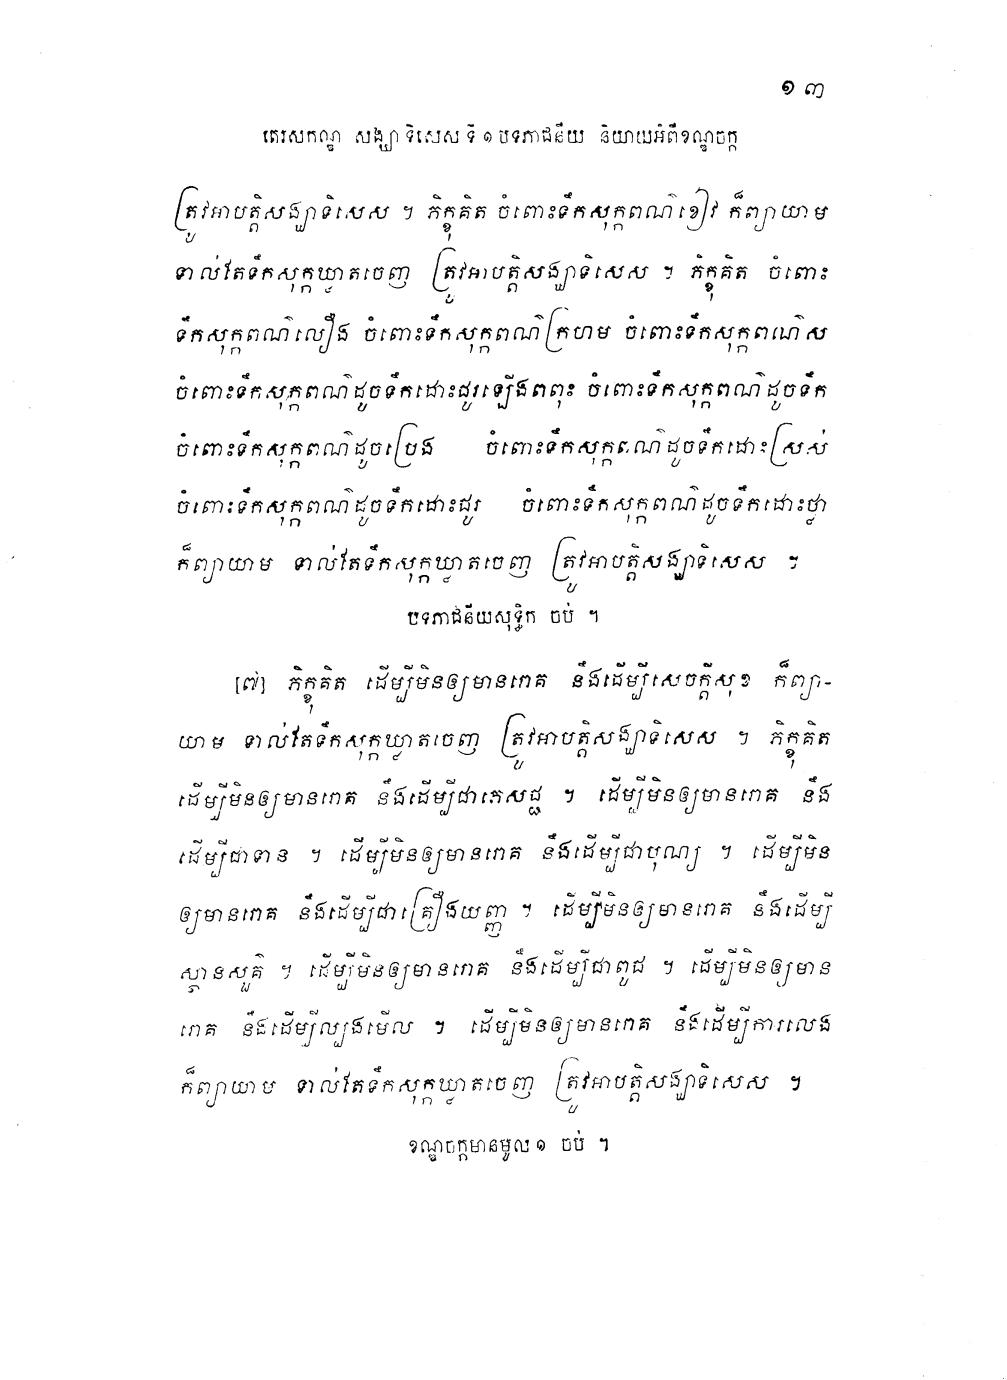 ១៣
តេរសកណ្ឌ សង្ឃាទិសេស ទី ១ បទភាជនីយ និយាយអំពីខណ្ឌចក្ក
ត្រូវអាបត្តិសង្ឃាទិសេស ។ ភិក្ខុគិត ចំពោះទឹកសុក្កពណ៌ខៀវ ក៏ព្យាយាម
ទាល់តែទឹកសុក្កឃ្លាតចេញ ត្រូវអាបត្តិសង្ឃាទិសេស ។ ភិក្ខុគិត ចំពោះ
ទឹកសុក្កពណ៌លឿង ចំពោះទឹកសុក្កពណ៌ក្រហម ចំពោះទឹកសុក្កពណ៌ស
ចំពោះទឹកសុក្កពណ៌ដូចទឹកដោះជូរឡើងពពុះ ចំពោះទឹកសុក្កពណ៌ដូចទឹក
ចំពោះទឹកសុក្កពណ៌ដូចប្រេង ចំពោះទឹកសុក្កពណ៌ដូចទឹកដោះស្រស់
ចំពោះទឹកសុក្កពណ៌ដូចទឹកដោះជូរ ចំពោះទឹកសុក្កពណ៌ដូចទឹកដោះថ្លា
ក៏ព្យាយាម ទាល់តែទឹកសុក្កឃ្លាតចេញ ត្រូវអាបត្តិសង្ឃាទិសេស ។
បទភាជនីយសុទ្ធិក ចប់ ។
[៧] ភិក្ខុគិត ដើម្បីមិនឲ្យមានរោគ នឹងដើម្បីសេចក្តីសុខ ក៏ព្យា-
យាម ទាល់តែទឹកសុក្កឃ្លាតចេញ ត្រូវអាបត្តិសង្ឃាទិសេស ។ ភិក្ខុគិត
ដើម្បីមិនឲ្យមានរោគ នឹងដើម្បីជាភេសជ្ជ ។ ដើម្បីមិនឲ្យមានរោគ នឹង
ដើម្បីជាទាន ។ ដើម្បីមិនឲ្យមានរោគ នឹងដើម្បីជាបុណ្យ ។ ដើម្បីមិន
ឲ្យមានរោគ នឹងដើម្បីជាគ្រឿងយញ្ញ ។ ដើម្បីមិនឲ្យមានរោគ នឹងដើម្បី
ស្ថានសួគ៌ ។ ដើម្បីមិនឲ្យមានរោគ នឹងដើម្បីជាពូជ ។ ដើម្បីមិនឲ្យមាន
រោគ នឹងដើម្បីល្បងមើល ។ ដើម្បីមិនឲ្យមានរោគ នឹងដើម្បីការលេង
ក៏ព្យាយាម ទាល់តែទឹកសុក្កឃ្លាតចេញ ត្រូវអាបត្តិសង្ឃាទិសេស ។
ខណ្ឌចក្កមានមូល ១ ចប់ ។